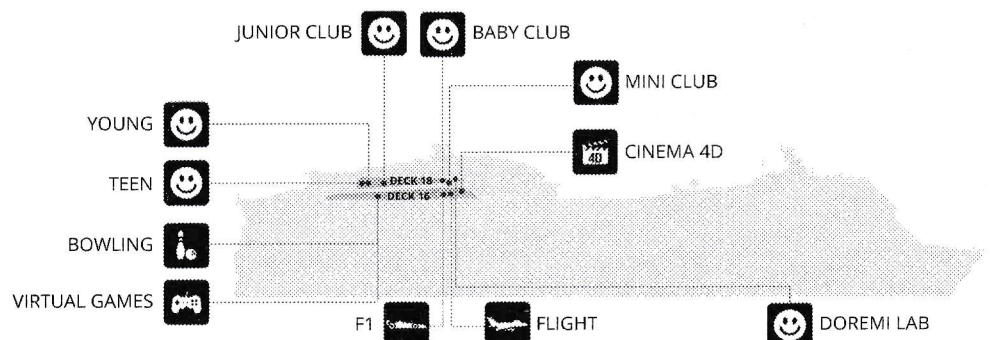 JUNIOR CLUB
BABY CLUB
MINI CLUB
YOUNG
CINEMA 4D
4D
TEEN
DECK 18
DECK 16
BOWLING
VIRTUAL GAMES
F1
FLIGHT
DOREMI LAB